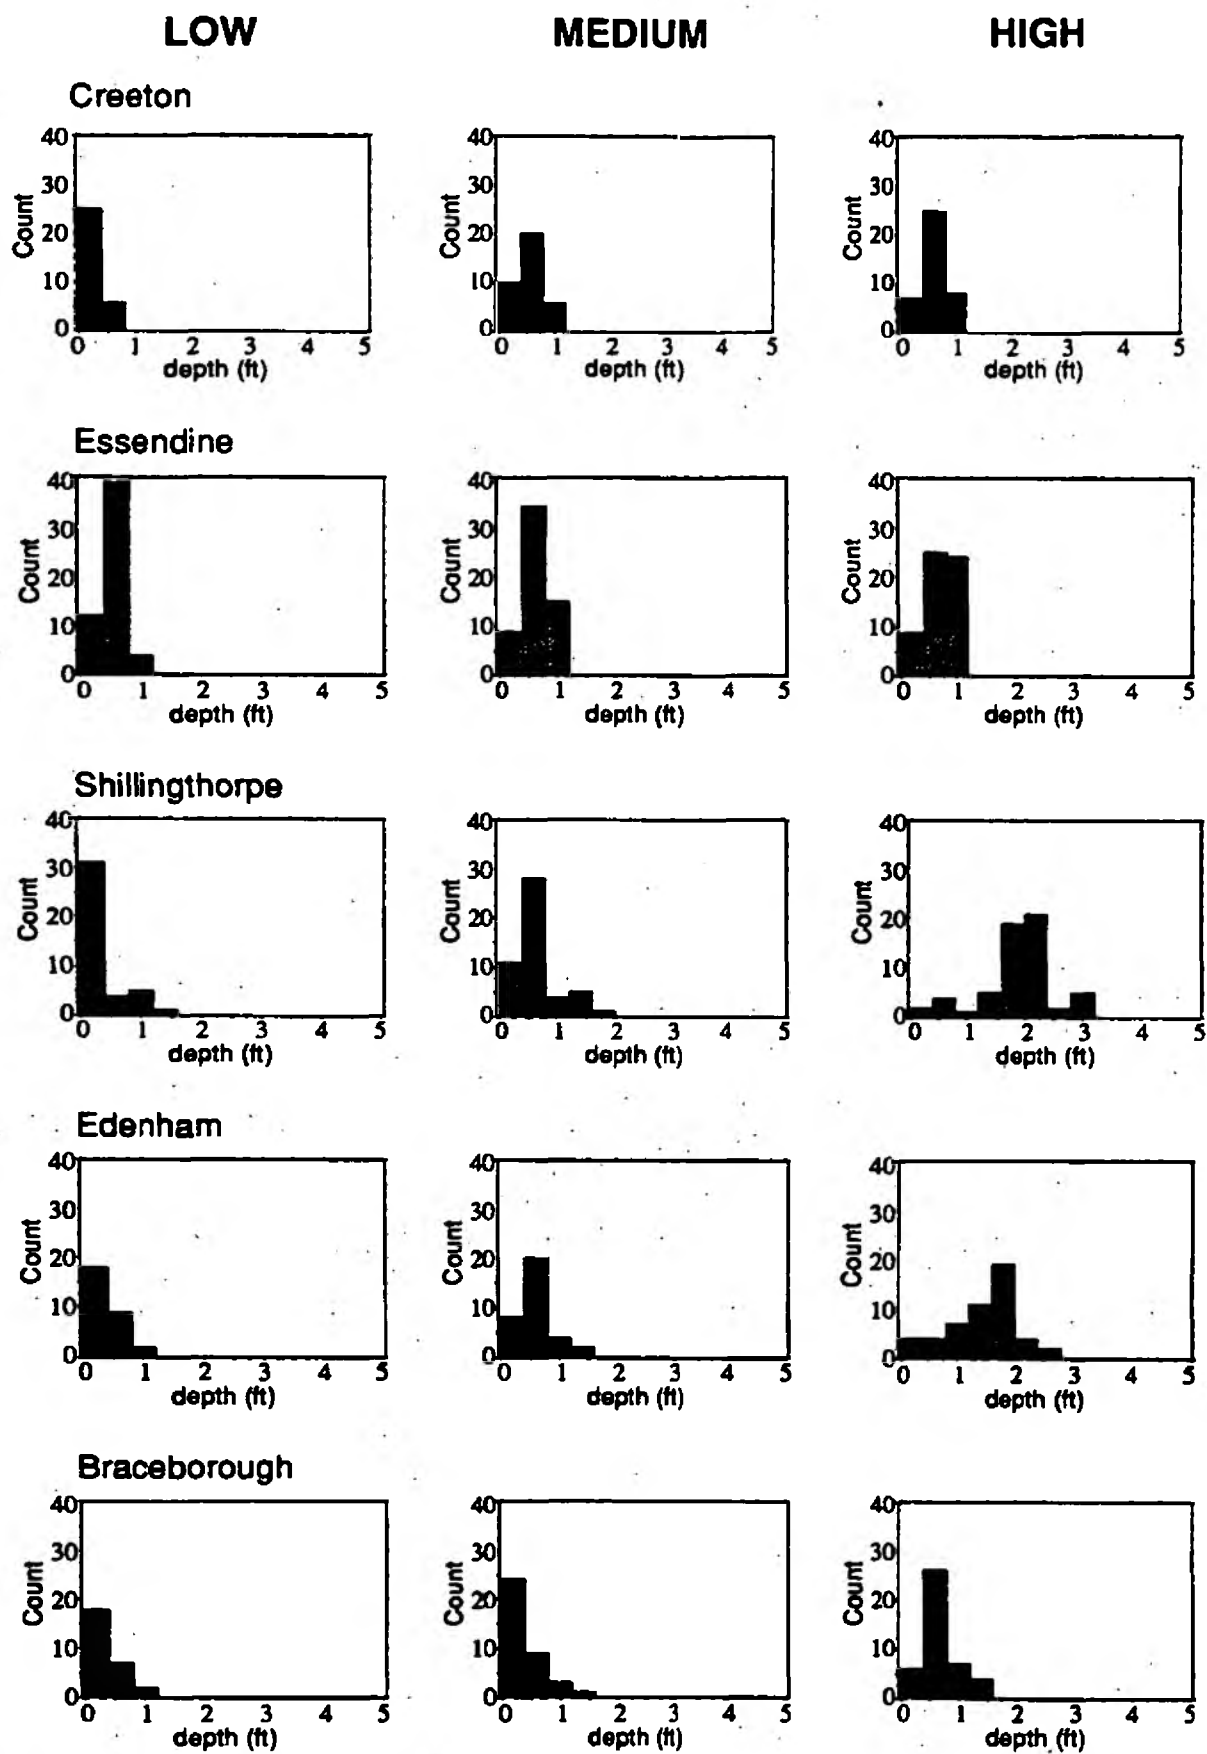 LOW MEDIUM HIGH
Creeton
40 40 40
30 30 30
20 20 20
10 10 10
0 0 0
Count Count Count
0 1 2 3 4 5 0 1 2 3 4 5 0 1 2 3 4 5
depth (ft) depth (ft) depth (ft)
Essendine
40 40 40
30 30 30
20 20 20
10 10 10
0 0 0
Count Count Count
0 1 2 3 4 5 0 1 2 3 4 5 0 1 2 3 4 5
depth (ft) depth (ft) depth (ft)
Shillingthorpe
40 40 40
30 30 30
20 20 20
10 10 10
0 0 0
Count Count Count
0 1 2 3 4 5 0 1 2 3 4 5 0 1 2 3 4 5
depth (ft) depth (ft) depth (ft)
Edenham
40 40 40
30 30 30
20 20 20
10 10 10
0 0 0
Count Count Count
0 1 2 3 4 5 0 1 2 3 4 5 0 1 2 3 4 5
depth (ft) depth (ft) depth (ft)
Braceborough
40 40 40
30 30 30
20 20 20
10 10 10
0 0 0
Count Count Count
0 1 2 3 4 5 0 1 2 3 4 5 0 1 2 3 4 5
depth (ft) depth (ft) depth (ft)